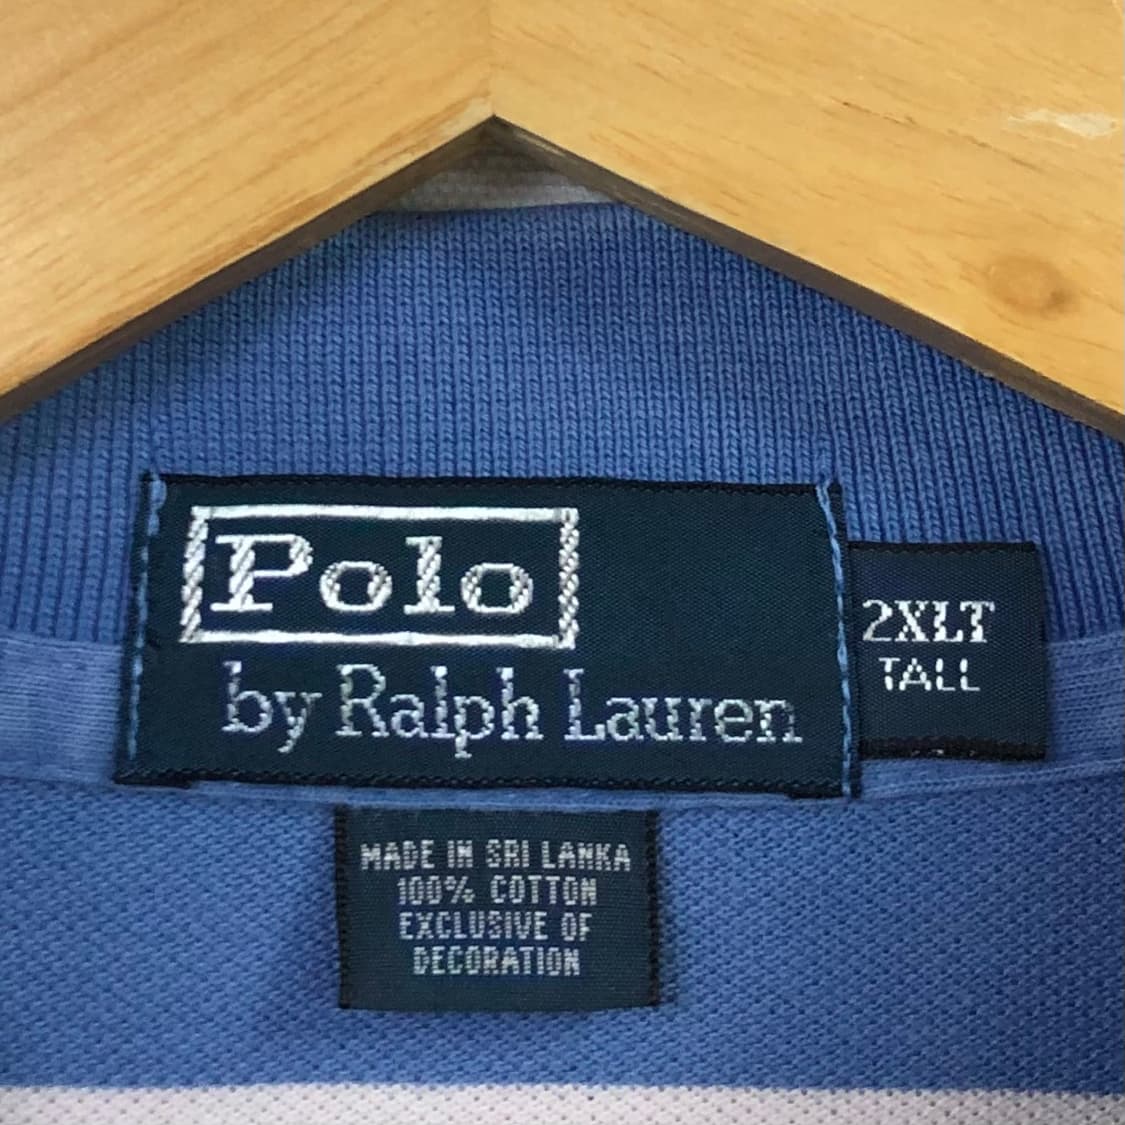 Polo
by Ralph Lauren
2XLT
TALL
MADE IN SRI LANKA
100% COTTON
EXCLUSIVE OF
DECORATION